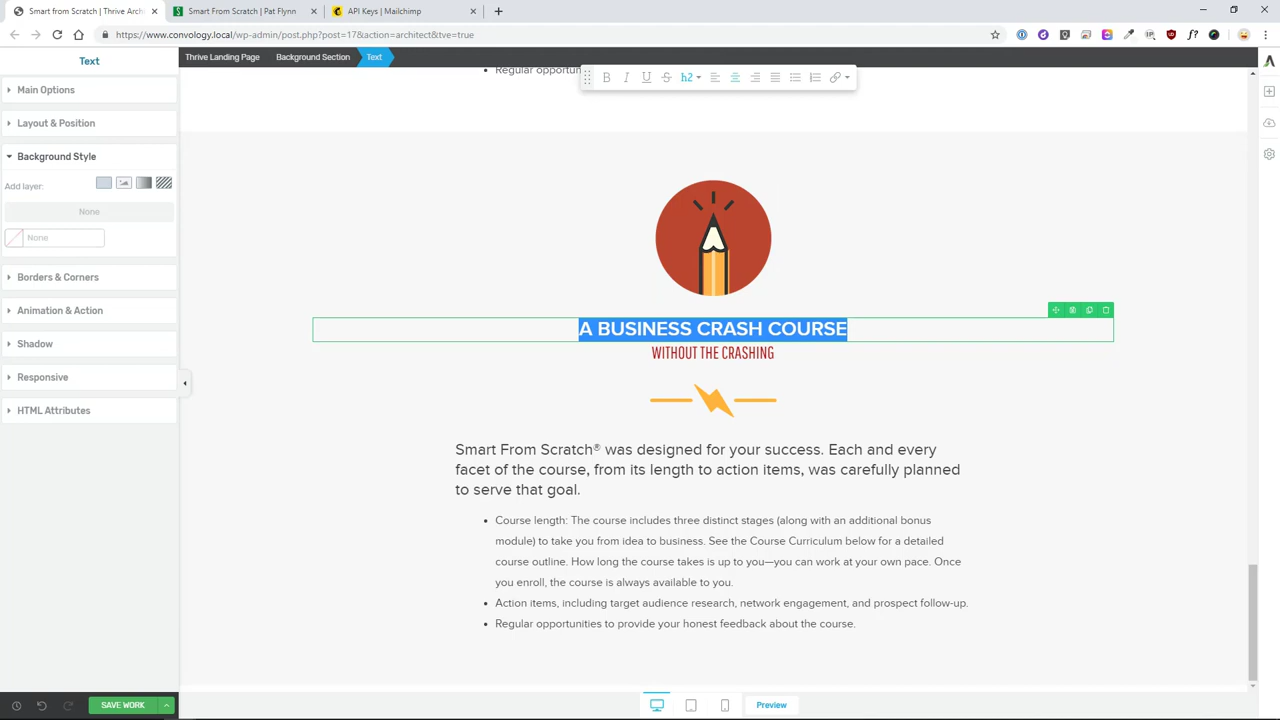 Smart From Scratch | Thrive Archi
Smart From Scratch | Pat Flynn
API Keys | Mailchimp
https://www.convology.local/wp-admin/post.php?post=17&action=architect&tve=true
Text
Thrive Landing Page
Background Section
Text
Main Options
Layout & Position
Background Style
Add layer:
None
None
Borders & Corners
Animation & Action
Shadow
Responsive
HTML Attributes
SAVE WORK
Regular opportun
B I U S h2
A BUSINESS CRASH COURSE
WITHOUT THE CRASHING
Smart From Scratch® was designed for your success. Each and every
facet of the course, from its length to action items, was carefully planned
to serve that goal.
• Course length: The course includes three distinct stages (along with an additional bonus
module) to take you from idea to business. See the Course Curriculum below for a detailed
course outline. How long the course takes is up to you—you can work at your own pace. Once
you enroll, the course is always available to you.
• Action items, including target audience research, network engagement, and prospect follow-up.
• Regular opportunities to provide your honest feedback about the course.
Preview